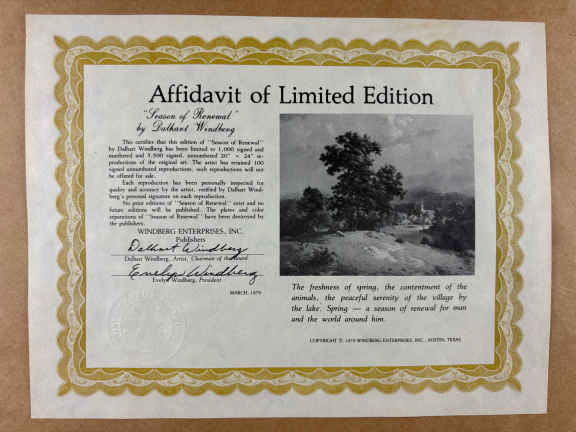 Affidavit of Limited Edition
"Season of Renewal"
by Dalhart Windberg
This certifies that this edition of "Season of Renewal"
by Dalhart Windberg has been limited to 1,000 signed and
numbered and 5,500 signed, unnumbered 20" × 24" re-
productions of the original art. The artist has retained 100
signed unnumbered reproductions, such reproductions will not
be offered for sale.
Each reproduction has been personally inspected for
quality and accuracy by the artist, verified by Dalhart Wind-
berg's personal signature on each reproduction.
No prior editions of "Season of Renewal" exist and no
future editions will be published. The plates and color
separations of "Season of Renewal" have been destroyed by
the publishers.
WINDBERG ENTERPRISES, INC.
Publishers
Dalhart Windberg
Dalhart Windberg, Artist, Chairman of the Board
Evelyn Windberg
Evelyn Windberg, President
MARCH, 1979
The freshness of spring, the contentment of the
animals, the peaceful serenity of the village by
the lake. Spring — a season of renewal for man
and the world around him.
COPYRIGHT © 1979 WINDBERG ENTERPRISES, INC., AUSTIN, TEXAS